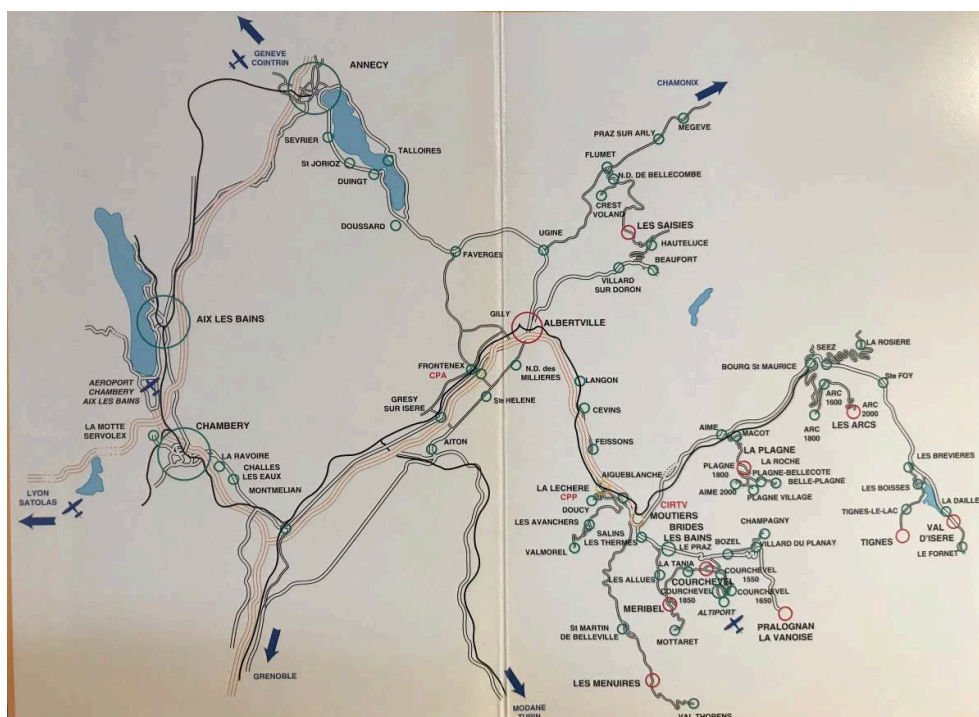 GENEVE
COINTRIN
ANNECY
CHAMONIX
MEGEVE
PRAZ SUR ARLY
SEVRIER
TALLOIRES
St JORIOZ
DUINGT
FLUMET
N.D. DE BELLECOMBE
CREST
VOLAND
DOUSSARD
LES SAISIES
UGINE
HAUTELUCE
FAVERGES
BEAUFORT
VILLARD
SUR DORON
AIX LES BAINS
GILLY
ALBERTVILLE
SEEZ
LA ROSIERE
BOURG St MAURICE
FRONTENEX
CPA
N.D. des
MILLIERES
LANGON
Ste FOY
AEROPORT
CHAMBERY
AIX LES BAINS
GRESY
SUR ISERE
Ste HELENE
CEVINS
ARC
1600
ARC
2000
LES ARCS
ARC
1800
LA MOTTE
SERVOLEX
CHAMBERY
AITON
FEISSONS
AIME
MACOT
LA PLAGNE
LA RAVOIRE
CHALLES
LES EAUX
MONTMELIAN
PLAGNE
1800
LA ROCHE
PLAGNE-BELLECOTE
BELLE-PLAGNE
AIME 2000
PLAGNE VILLAGE
LES BREVIERES
LES BOISSES
LA DAILLE
AIGUEBLANCHE
LA LECHERE
CPP
DOUCY
LYON
SATOLAS
CIRTV
MOUTIERS
BRIDES
LES BAINS
LES AVANCHERS
SALINS
LES THERMES
VALMOREL
CHAMPAGNY
TIGNES-LE-LAC
VAL
D'ISERE
TIGNES
LE FORNET
LE PRAZ
BOZEL
VILLARD DU PLANAY
LA TANIA
LES ALLUES
COURCHEVEL
COURCHEVEL
1550
COURCHEVEL
1850
COURCHEVEL
1650
MERIBEL
ALTIPORT
MOTTARET
PRALOGNAN
LA VANOISE
St MARTIN
DE BELLEVILLE
GRENOBLE
LES MENUIRES
MODANE
TURIN
VAL THORENS